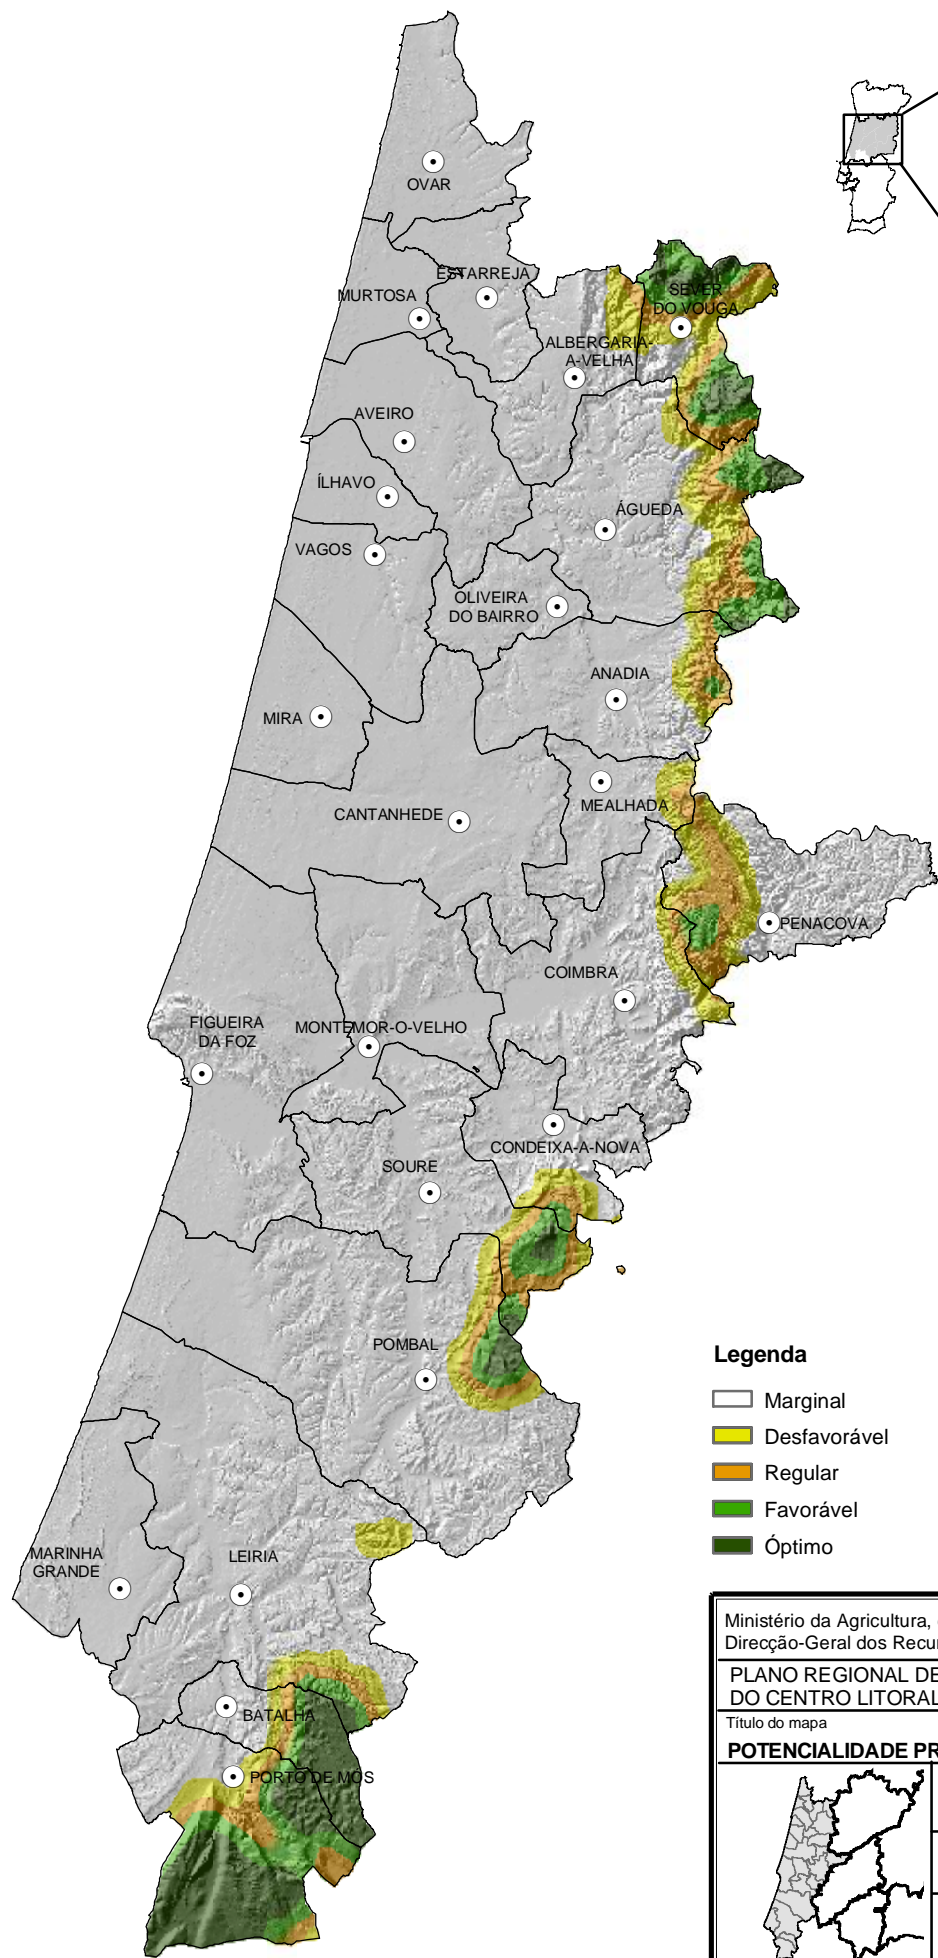 OVAR
ESTARREJA
MURTOSA
SEVER
DO VOUGA
ALBERGARIA-
A-VELHA
AVEIRO
ÍLHAVO
ÁGUEDA
VAGOS
OLIVEIRA
DO BAIRRO
ANADIA
MIRA
MEALHADA
CANTANHEDE
PENACOVA
COIMBRA
FIGUEIRA
DA FOZ
MONTEMOR-O-VELHO
CONDEIXA-A-NOVA
SOURE
POMBAL
MARINHA
GRANDE
LEIRIA
BATALHA
PORTO DE MÓS
Legenda
Marginal
Desfavorável
Regular
Favorável
Óptimo
Ministério da Agricultura,
Direcção-Geral dos Recur
PLANO REGIONAL DE
DO CENTRO LITORAL
Título do mapa
POTENCIALIDADE PR